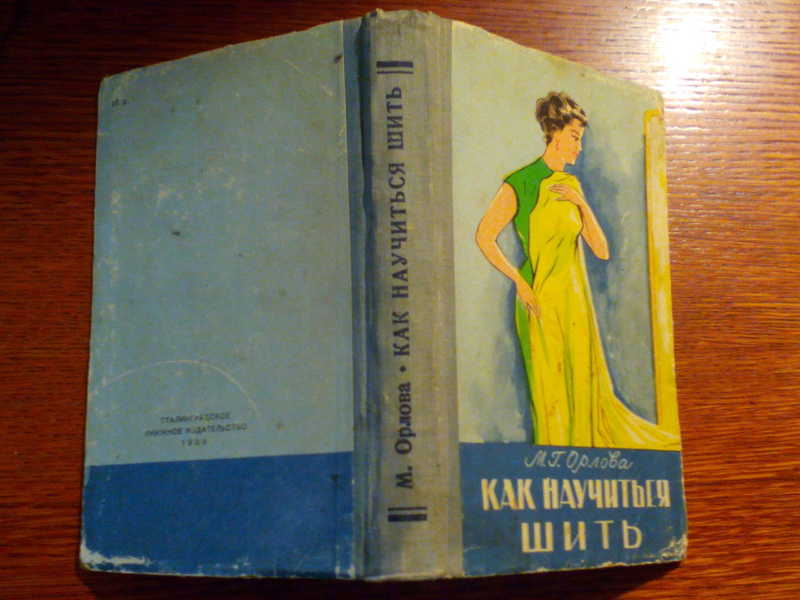 СТАЛИНГРАДСКОЕ
КНИЖНОЕ ИЗДАТЕЛЬСТВО
М. Орлова • КАК НАУЧИТЬСЯ ШИТЬ
М.Г. Орлова
КАК НАУЧИТЬСЯ
ШИТЬ